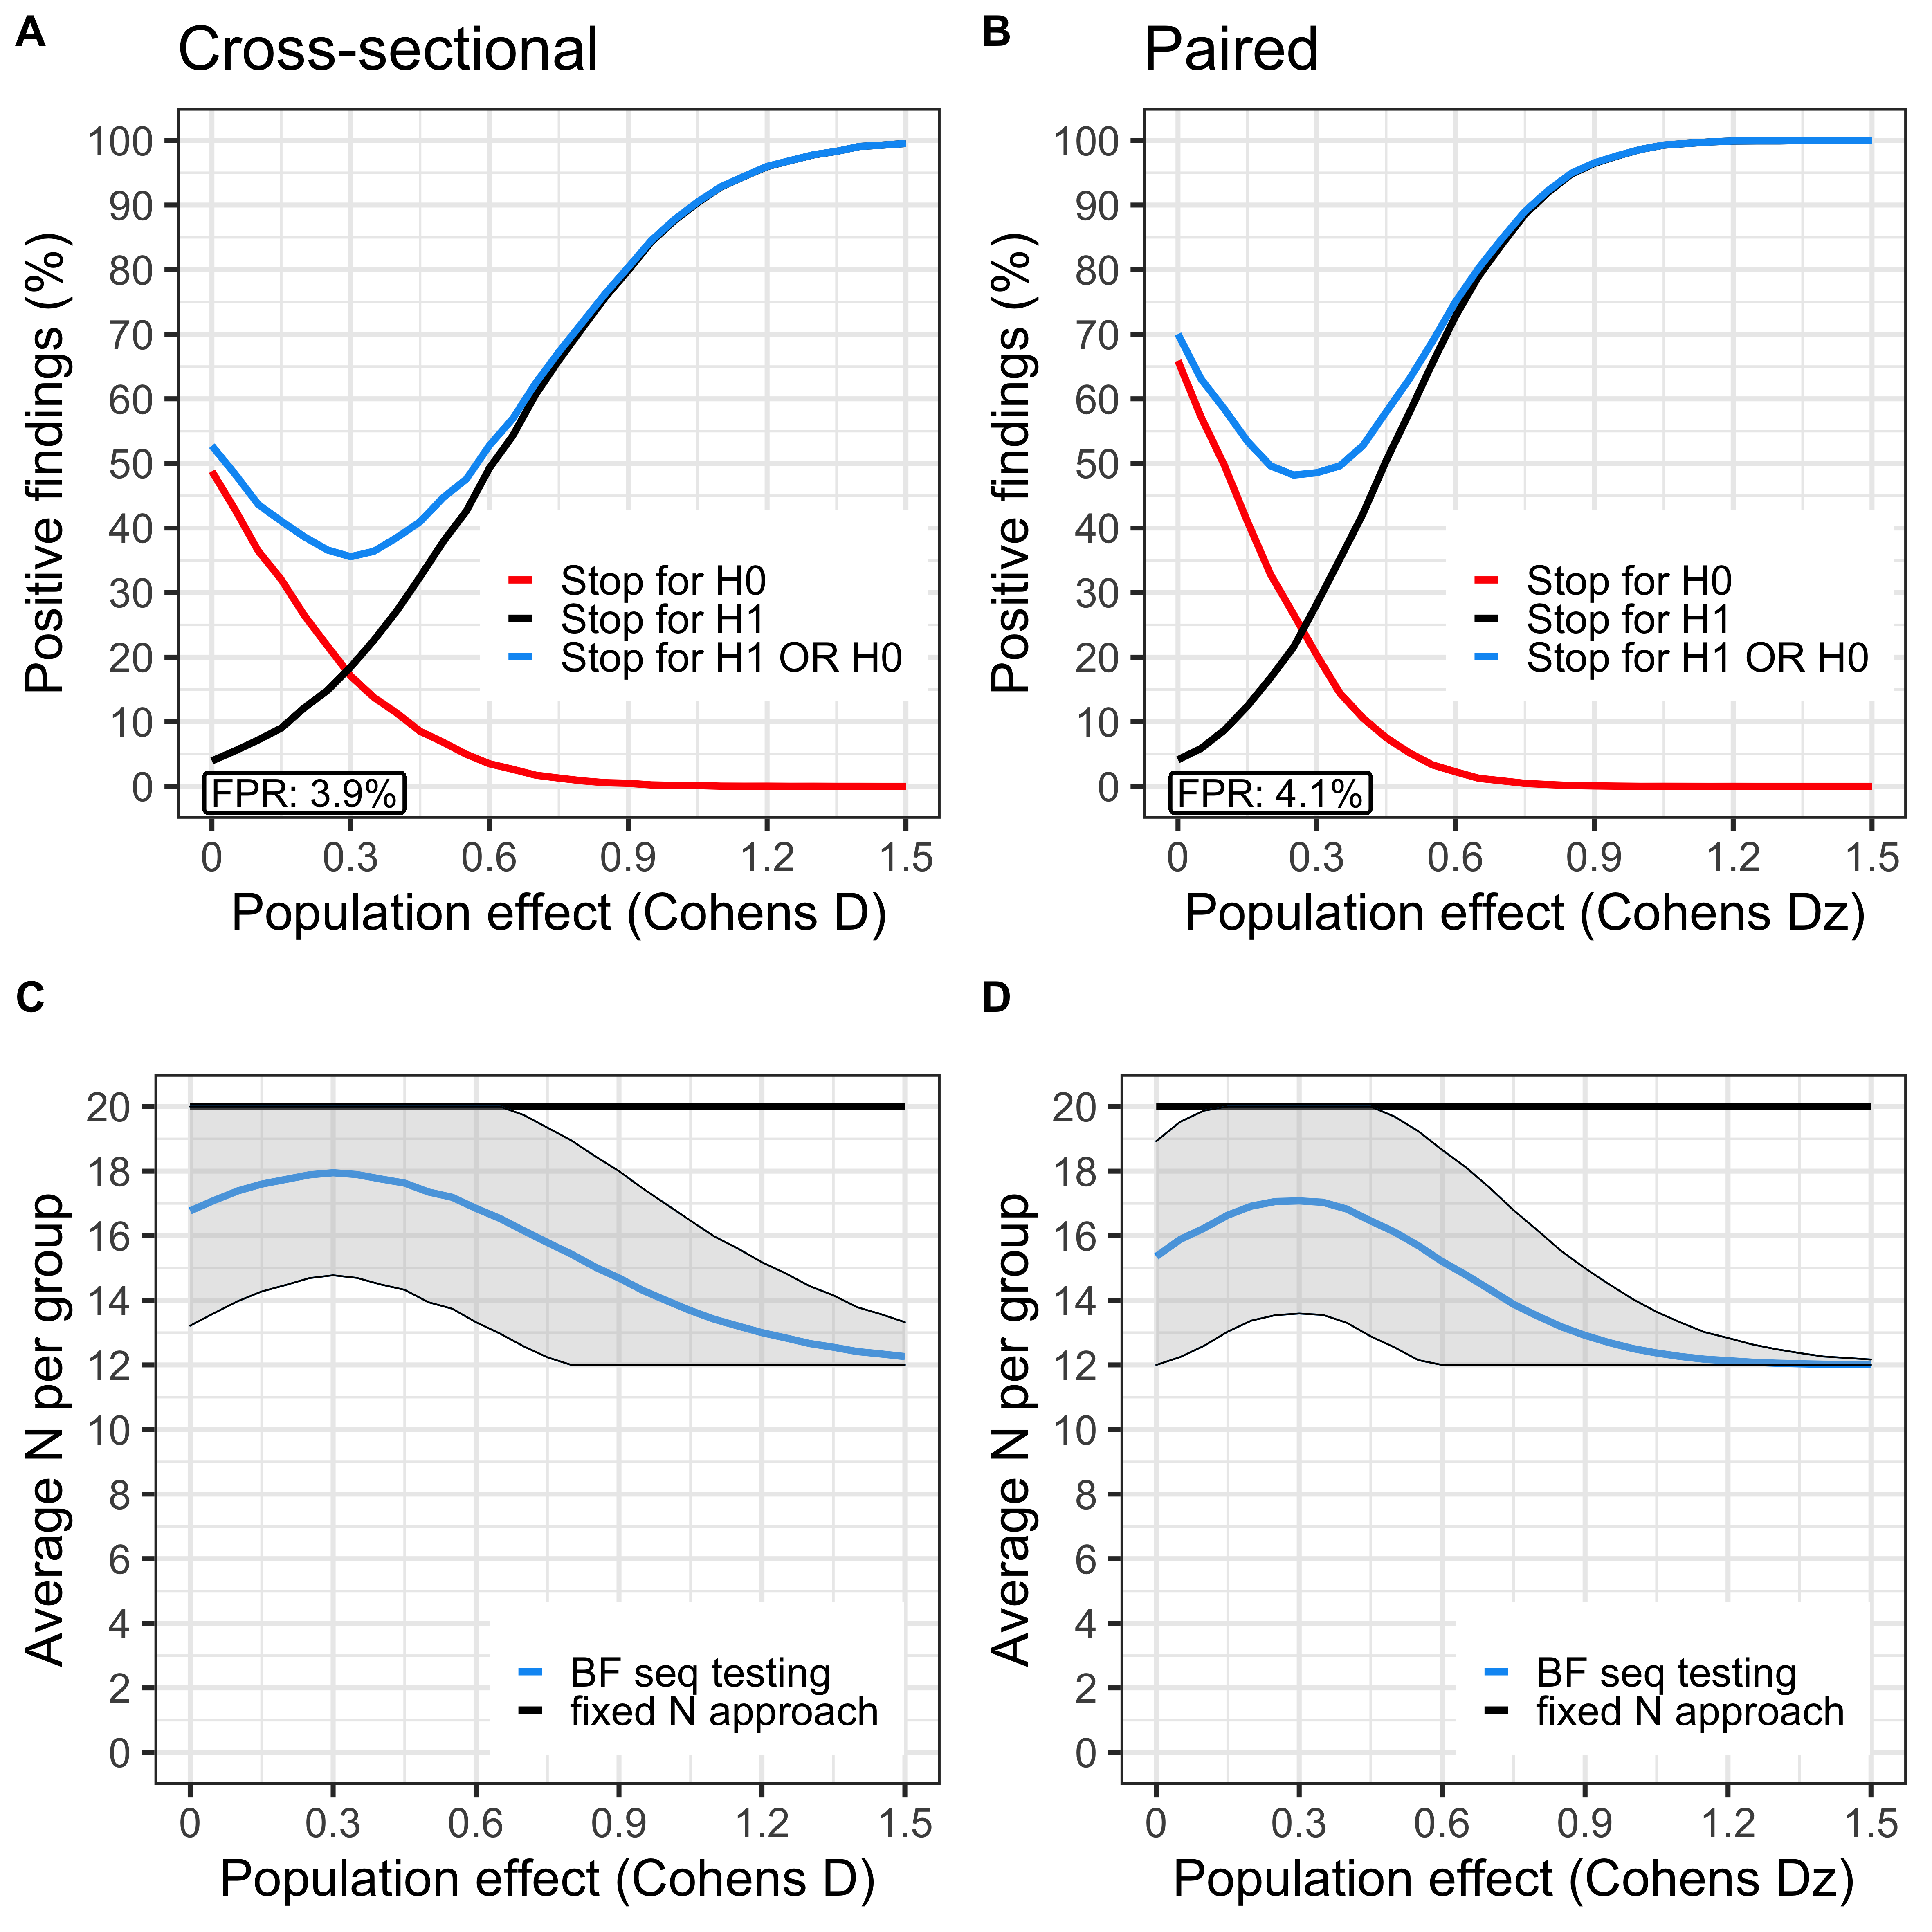 A
Cross-sectional
Positive findings (%)
100
90
80
70
60
50
40
30
20
10
0
Stop for H0
Stop for H1
Stop for H1 OR H0
FPR: 3.9%
0 0.3 0.6 0.9 1.2 1.5
Population effect (Cohens D)
B
Paired
Positive findings (%)
100
90
80
70
60
50
40
30
20
10
0
Stop for H0
Stop for H1
Stop for H1 OR H0
FPR: 4.1%
0 0.3 0.6 0.9 1.2 1.5
Population effect (Cohens Dz)
C
Average N per group
20
18
16
14
12
10
8
6
4
2
0
BF seq testing
fixed N approach
0 0.3 0.6 0.9 1.2 1.5
Population effect (Cohens D)
D
Average N per group
20
18
16
14
12
10
8
6
4
2
0
BF seq testing
fixed N approach
0 0.3 0.6 0.9 1.2 1.5
Population effect (Cohens Dz)